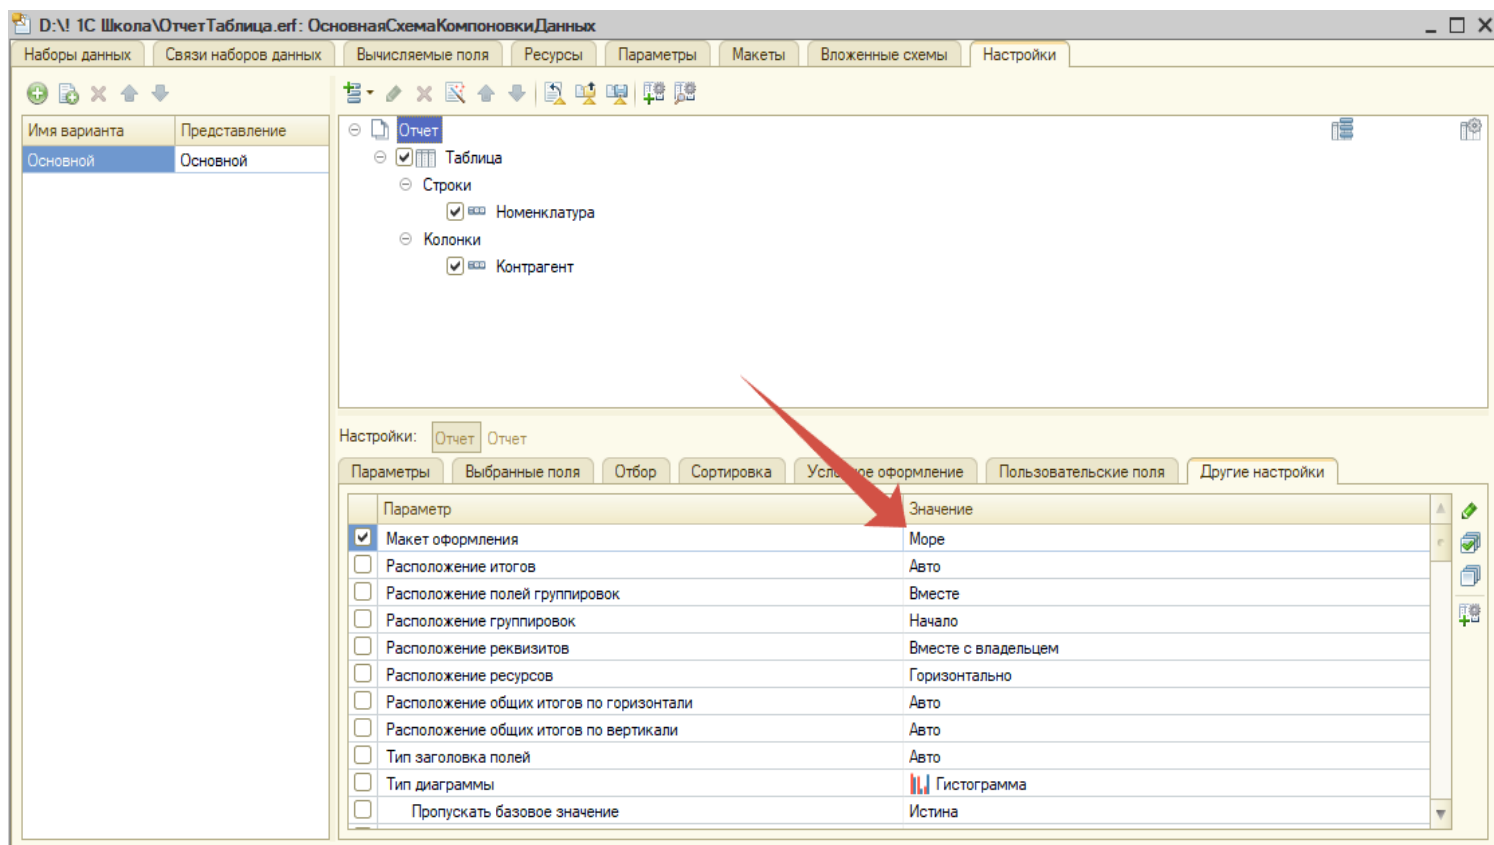 D:\! 1С Школа\ОтчетТаблица.erf: ОсновнаяСхемаКомпоновкиДанных
Наборы данных Связи наборов данных Вычисляемые поля Ресурсы Параметры Макеты Вложенные схемы Настройки
Имя варианта Представление
Основной Основной
Отчет
Таблица
Строки
Номенклатура
Колонки
Контрагент
Настройки: Отчет Отчет
Параметры Выбранные поля Отбор Сортировка оформление Пользовательские поля Другие настройки
Параметр Значение
Макет оформления Море
Расположение итогов Авто
Расположение полей группировок Вместе
Расположение группировок Начало
Расположение реквизитов Вместе с владельцем
Расположение ресурсов Горизонтально
Расположение общих итогов по горизонтали Авто
Расположение общих итогов по вертикали Авто
Тип заголовка полей Авто
Тип диаграммы Гистограмма
Пропускать базовое значение Истина